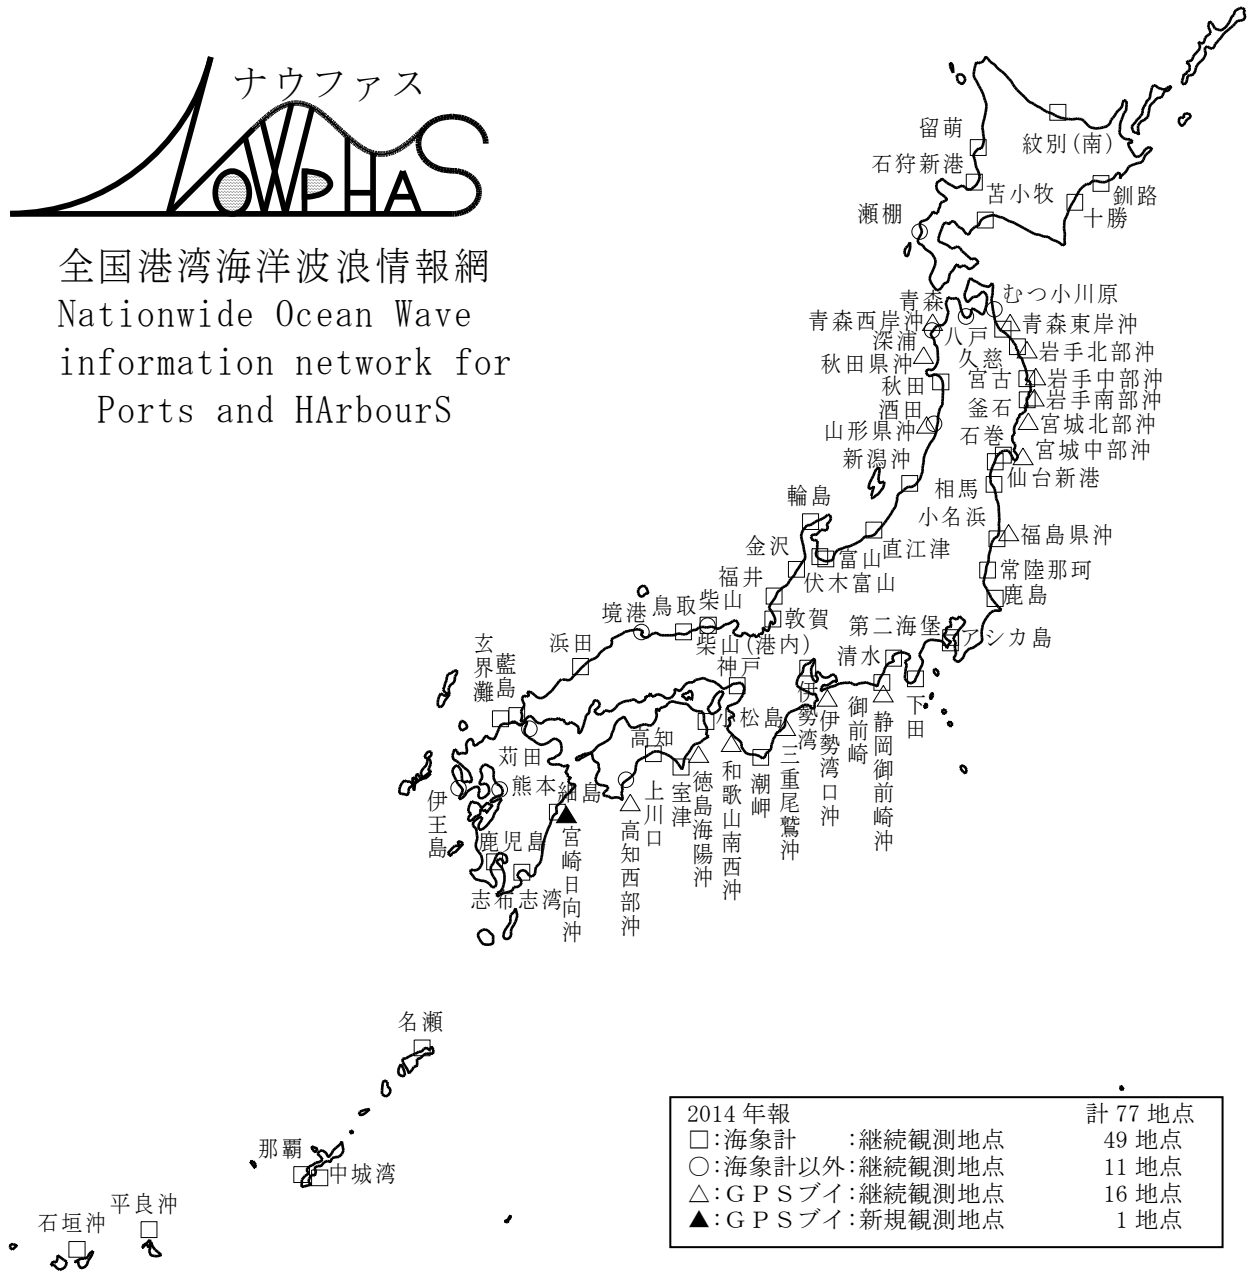 ナウファス
NOWPHAS
全国港湾海洋波浪情報網
Nationwide Ocean Wave
information network for
Ports and HArbourS
留萌
紋別(南)
石狩新港
苫小牧
釧路
十勝
瀬棚
青森
むつ小川原
青森西岸沖
八戸
青森東岸沖
深浦
久慈
岩手北部沖
秋田県沖
宮古
岩手中部沖
秋田
釜石
岩手南部沖
酒田
宮城北部沖
山形県沖
石巻
宮城中部沖
新潟沖
仙台新港
輪島
相馬
小名浜
福島県沖
金沢
直江津
富山
伏木富山
常陸那珂
福井
鹿島
境港
鳥取
柴山
敦賀
第二海堡
アシカ島
柴山(港内)
玄界灘
藍島
浜田
神戸
清水
伊勢湾
伊勢湾口沖
御前崎
静岡御前崎沖
下田
小松島
高知
苅田
熊本
細島
伊王島
上川口
室津
徳島海陽沖
和歌山南西沖
潮岬
三重尾鷲沖
高知西部沖
鹿児島
宮崎日向沖
志布志湾
名瀬
那覇
中城湾
平良沖
石垣沖
2014 年報 計 77 地点
□:海象計 :継続観測地点 49 地点
○:海象計以外:継続観測地点 11 地点
△:ＧＰＳブイ:継続観測地点 16 地点
▲:ＧＰＳブイ:新規観測地点 1 地点